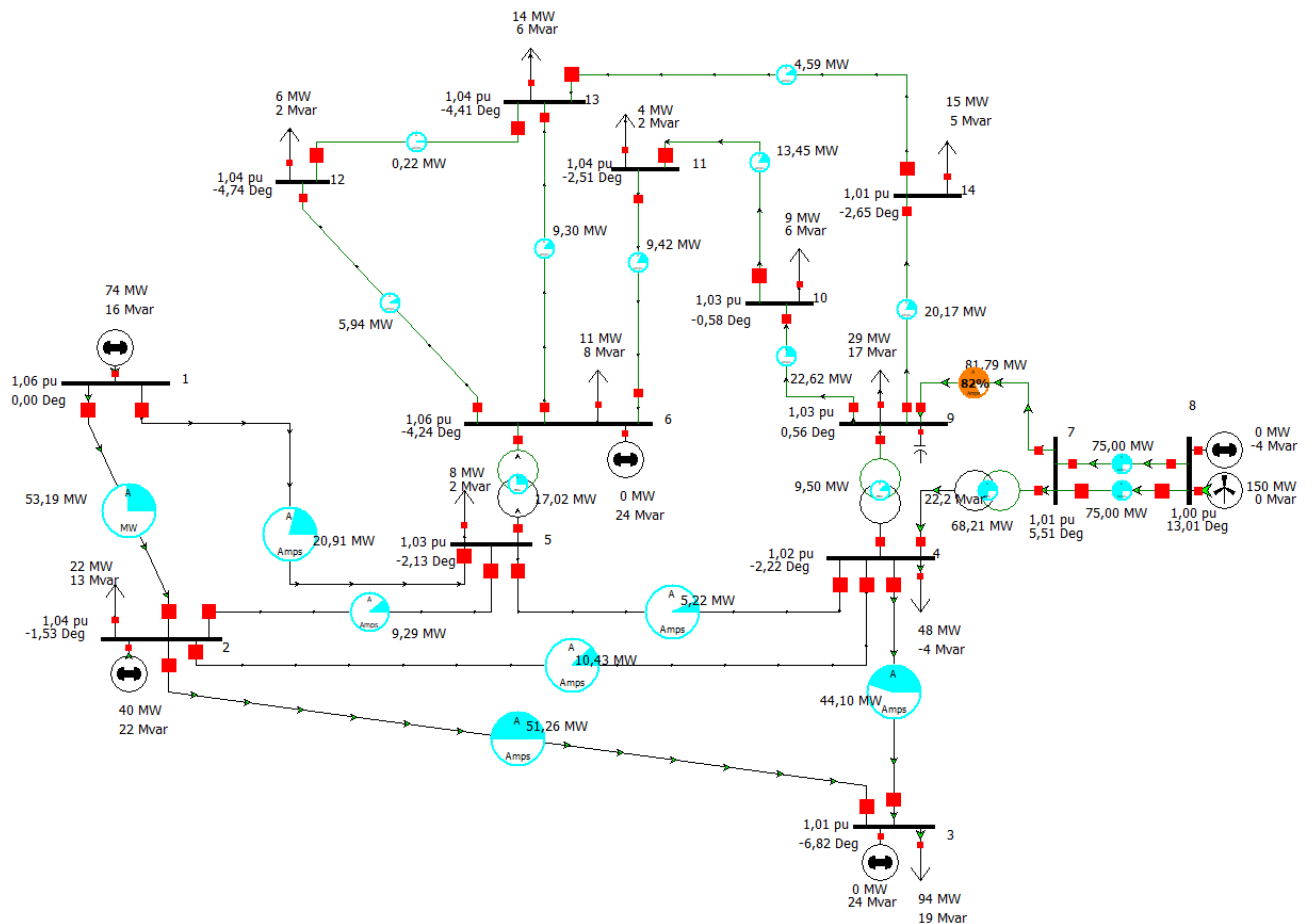 14 MW
6 Mvar
1,04 pu
-4,41 Deg
13
4,59 MW
6 MW
2 Mvar
0,22 MW
1,04 pu
-4,74 Deg
12
4 MW
2 Mvar
11
1,04 pu
-2,51 Deg
13,45 MW
15 MW
5 Mvar
14
1,01 pu
-2,65 Deg
9,30 MW
9,42 MW
5,94 MW
9 MW
6 Mvar
10
1,03 pu
-0,58 Deg
20,17 MW
74 MW
16 Mvar
1,06 pu
0,00 Deg
1
11 MW
8 Mvar
6
1,06 pu
-4,24 Deg
22,62 MW
29 MW
17 Mvar
1,03 pu
0,56 Deg
9
81,79 MW
82%
Amps
7
8
75,00 MW
0 MW
-4 Mvar
150 MW
0 Mvar
75,00 MW
1,00 pu
13,01 Deg
1,01 pu
5,51 Deg
68,21 MW
22,2 Mvar
9,50 MW
53,19 MW
A
MW
A
Amps
20,91 MW
8 MW
2 Mvar
17,02 MW
0 MW
24 Mvar
5
1,03 pu
-2,13 Deg
1,02 pu
-2,22 Deg
4
22 MW
13 Mvar
1,04 pu
-1,53 Deg
2
A
Amps
9,29 MW
A
Amps
5,22 MW
A
Amps
10,43 MW
48 MW
-4 Mvar
40 MW
22 Mvar
A
Amps
51,26 MW
A
Amps
44,10 MW
1,01 pu
-6,82 Deg
3
0 MW
24 Mvar
94 MW
19 Mvar